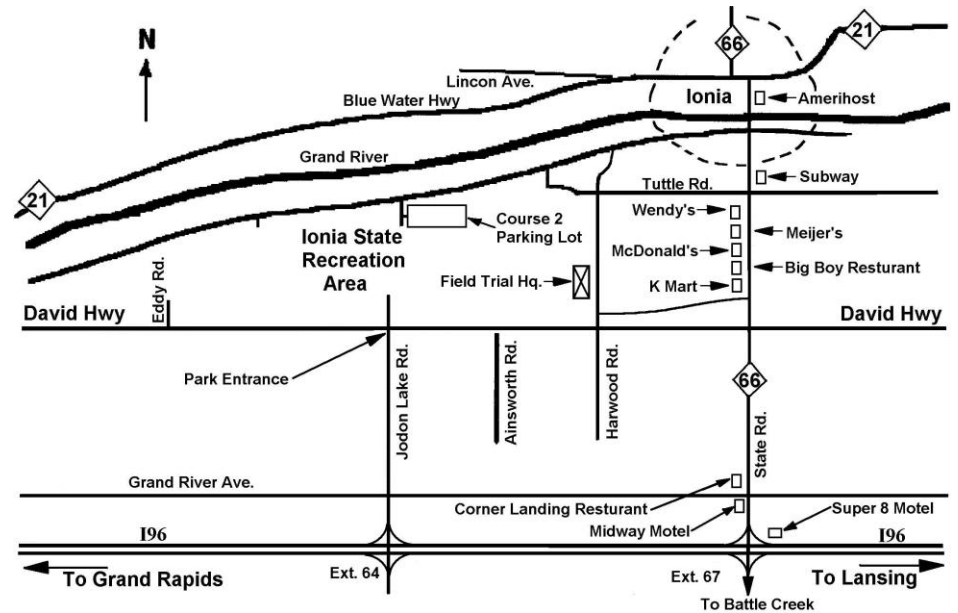 N
66
21
Lincon Ave.
Ionia
Amerihost
Blue Water Hwy
Grand River
21
Tuttle Rd.
Subway
Wendy's
Course 2
Parking Lot
Meijer's
Ionia State
Recreation
Area
McDonald's
Field Trial Hq.
Big Boy Resturant
K Mart
Eddy Rd.
David Hwy
David Hwy
Park Entrance
Jodon Lake Rd.
Ainsworth Rd.
Harwood Rd.
66
State Rd.
Grand River Ave.
Corner Landing Resturant
Super 8 Motel
Midway Motel
I96
I96
To Grand Rapids
Ext. 64
Ext. 67
To Lansing
To Battle Creek